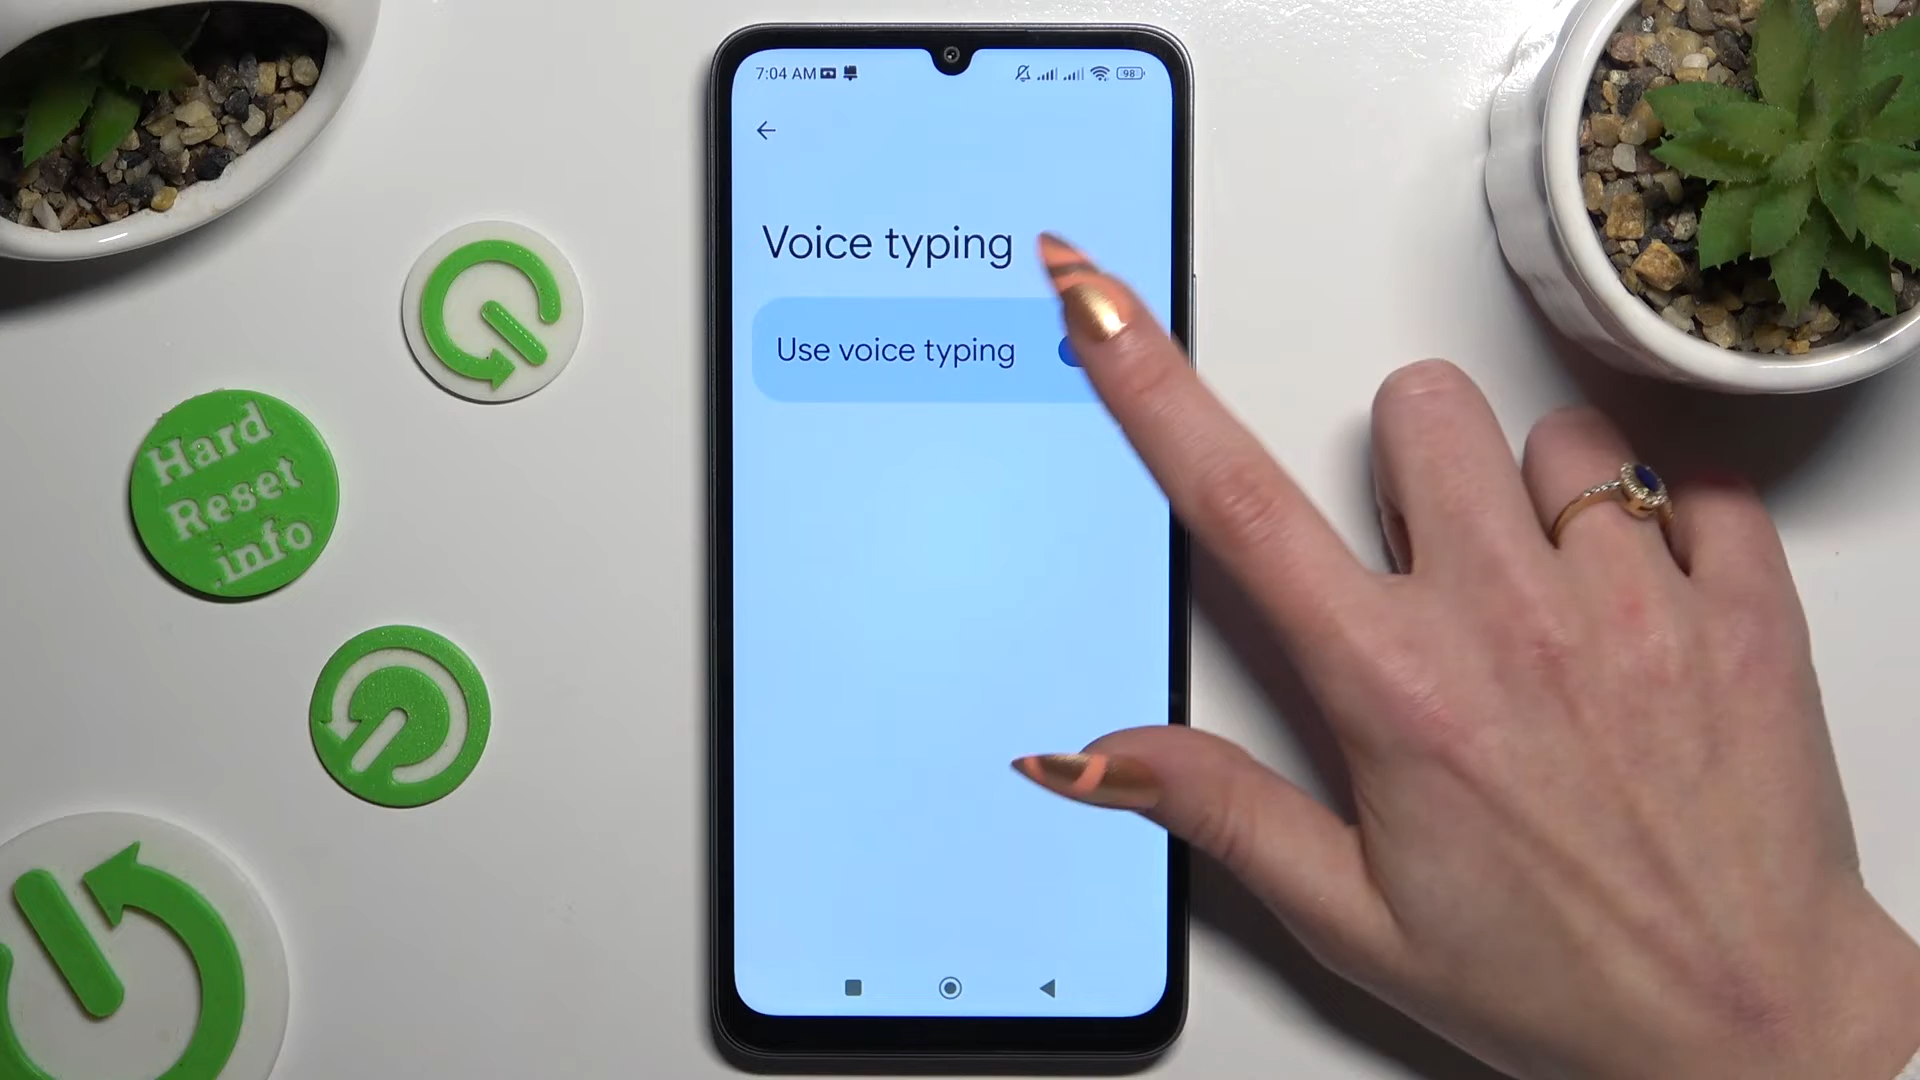 7:04 AM
98
Voice typing
Use voice typing
Hard
Reset
.info